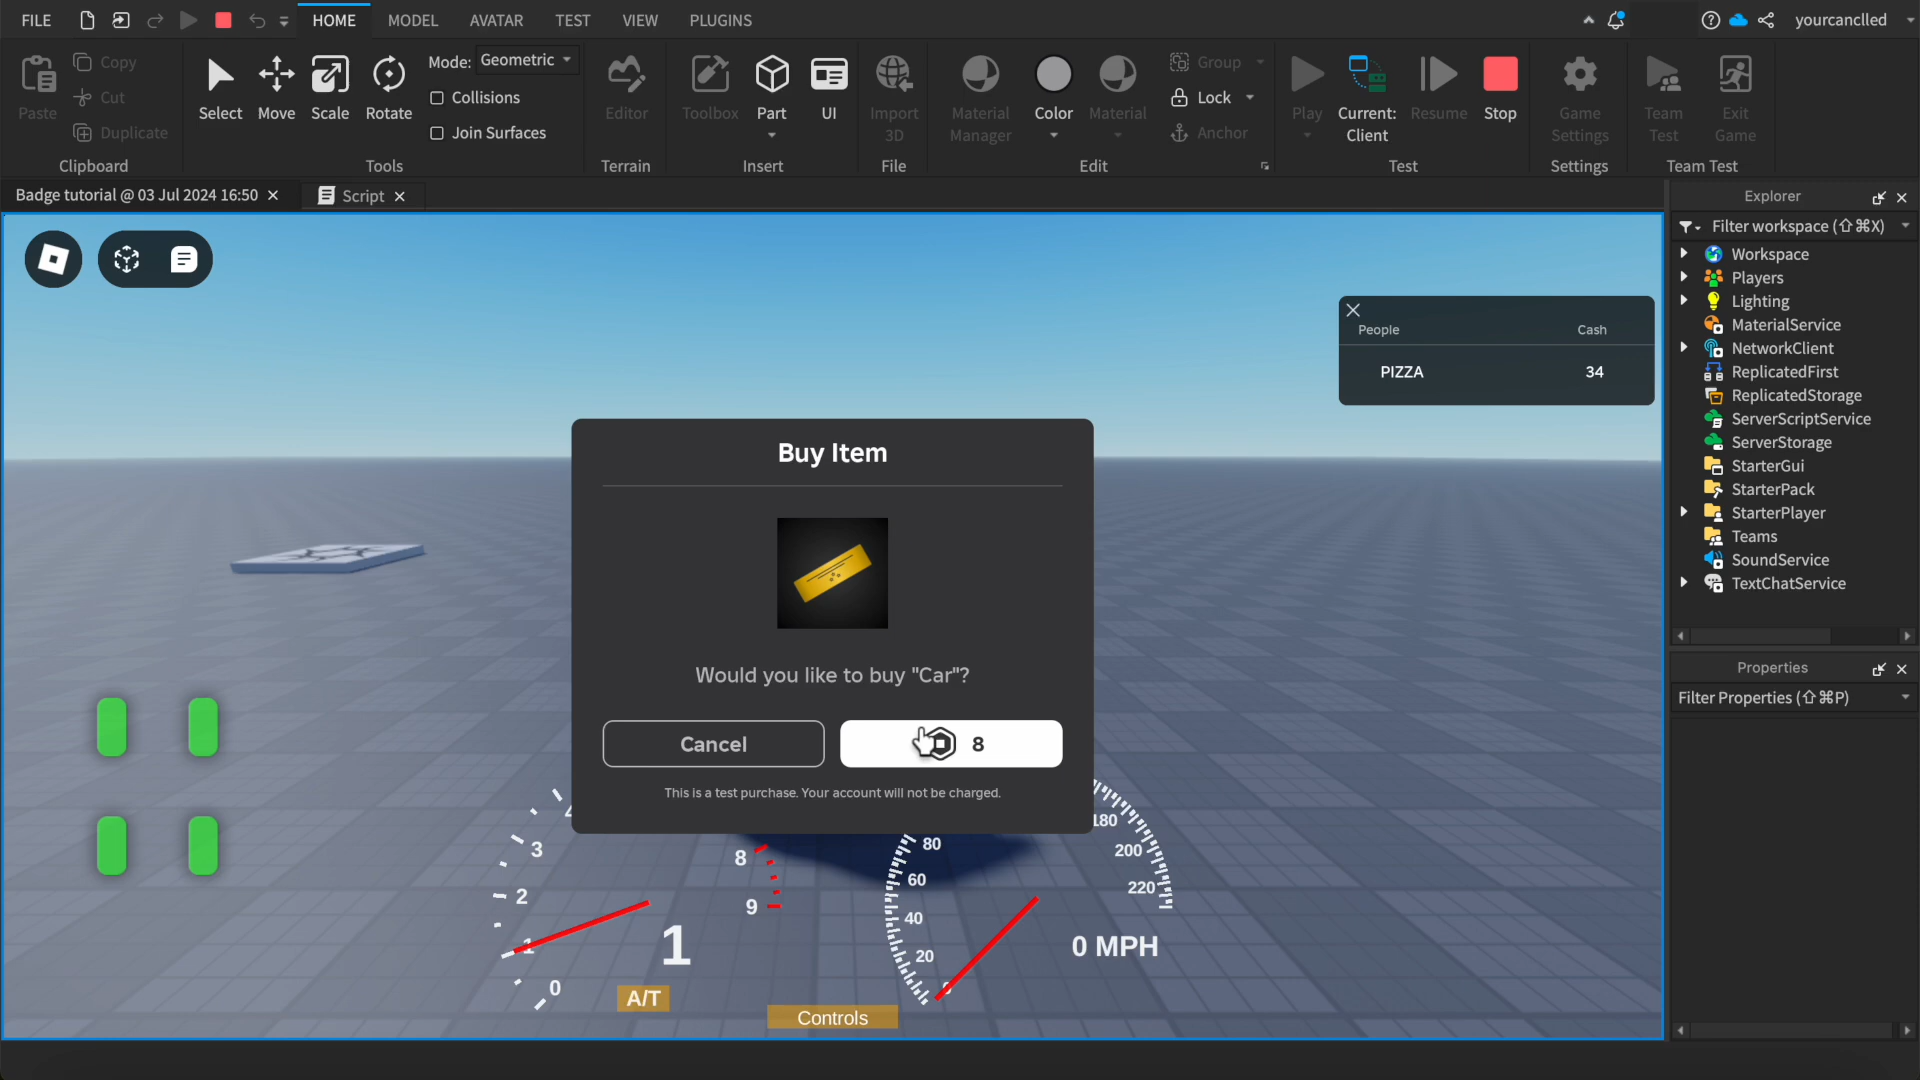 FILE
HOME
MODEL
AVATAR
TEST
VIEW
PLUGINS
yourcanclled
Paste
Copy
Cut
Duplicate
Clipboard
Select
Move
Scale
Rotate
Mode: Geometric
Collisions
Join Surfaces
Tools
Editor
Terrain
Toolbox
Part
UI
Insert
Import
3D
File
Material
Manager
Color
Material
Group
Lock
Anchor
Edit
Play
Current:
Client
Resume
Stop
Test
Game
Settings
Settings
Team
Test
Exit
Game
Team Test
Badge tutorial @ 03 Jul 2024 16:50
Script
People
Cash
PIZZA
34
Buy Item
Would you like to buy "Car"?
Cancel
8
This is a test purchase. Your account will not be charged.
0
1
2
3
4
8
9
1
A/T
Controls
20
40
60
80
180
200
220
0 MPH
Explorer
Filter workspace (⇧⌘X)
Workspace
Players
Lighting
MaterialService
NetworkClient
ReplicatedFirst
ReplicatedStorage
ServerScriptService
ServerStorage
StarterGui
StarterPack
StarterPlayer
Teams
SoundService
TextChatService
Properties
Filter Properties (⇧⌘P)